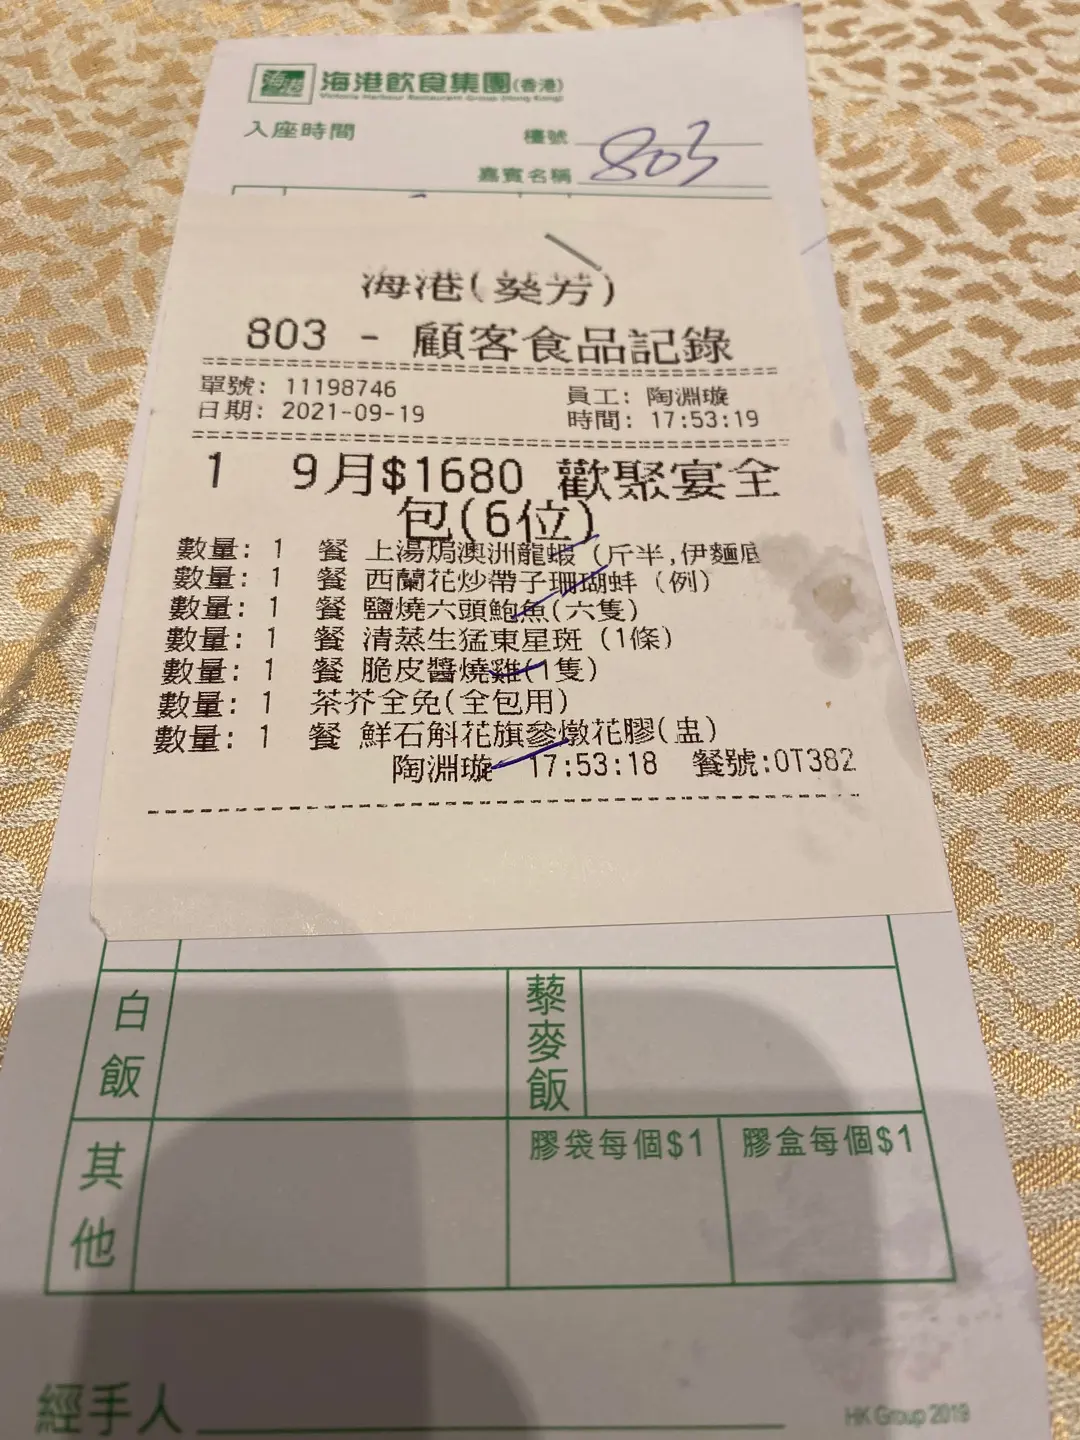 海港飲食集團(香港)
Victoria Harbour Restaurant Group (Hong Kong)
入座時間
檯號 803
嘉賓名稱
海港(葵芳)
803 - 顧客食品記錄
單號: 11198746 員工: 陶淵璇
日期: 2021-09-19 時間: 17:53:19
1 9月$1680 歡聚宴全
包(6位)
數量: 1 餐 上湯焗澳洲龍蝦 (斤半,伊麵底
數量: 1 餐 西蘭花炒帶子珊瑚蚌 (例)
數量: 1 餐 鹽燒六頭鮑魚(六隻)
數量: 1 餐 清蒸生猛東星斑 (1條)
數量: 1 餐 脆皮醬燒雞(1隻)
數量: 1 茶芥全免(全包用)
數量: 1 餐 鮮石斛花旗參燉花膠(盅)
陶淵璇 17:53:18 餐號:OT382
白飯
藜麥飯
其他
膠袋每個$1
膠盒每個$1
經手人
HK Group 2019